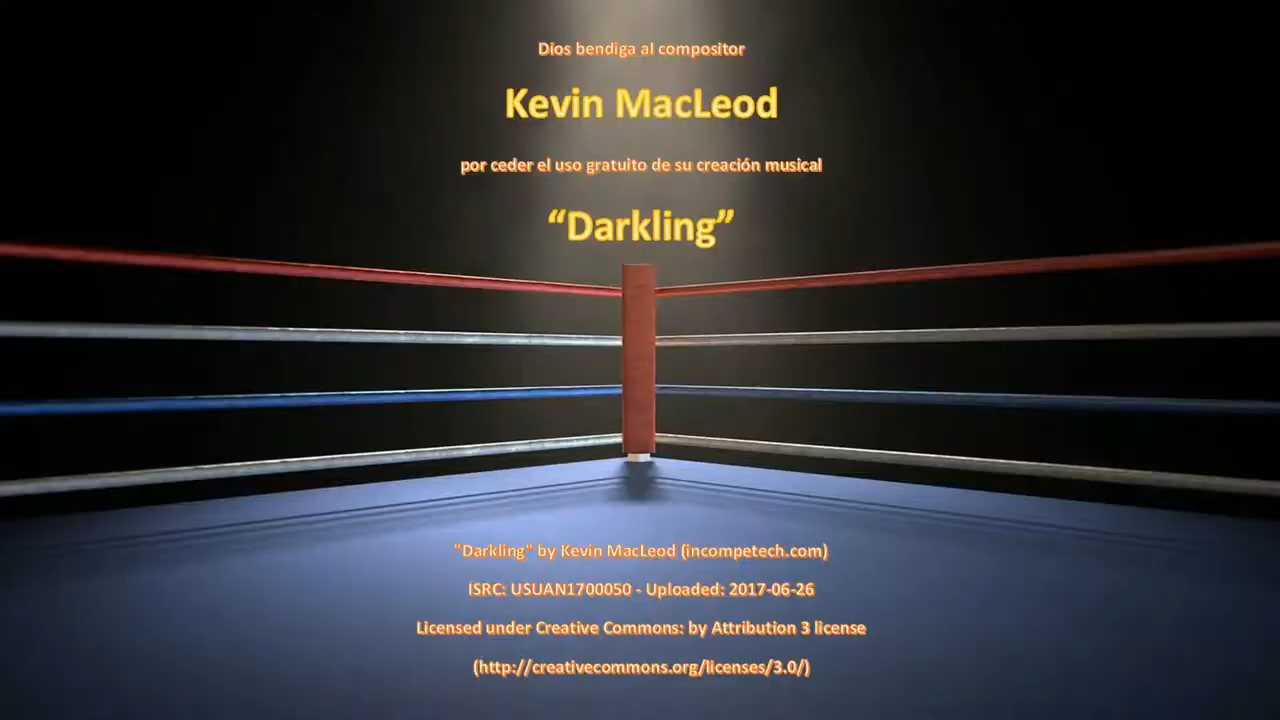 Dios bendiga al compositor
Kevin MacLeod
por ceder el uso gratuito de su creación musical
“Darkling”
"Darkling" by Kevin MacLeod (incompetech.com)
ISRC: USUAN1700050 - Uploaded: 2017-06-26
Licensed under Creative Commons: by Attribution 3 license
(http://creativecommons.org/licenses/3.0/)